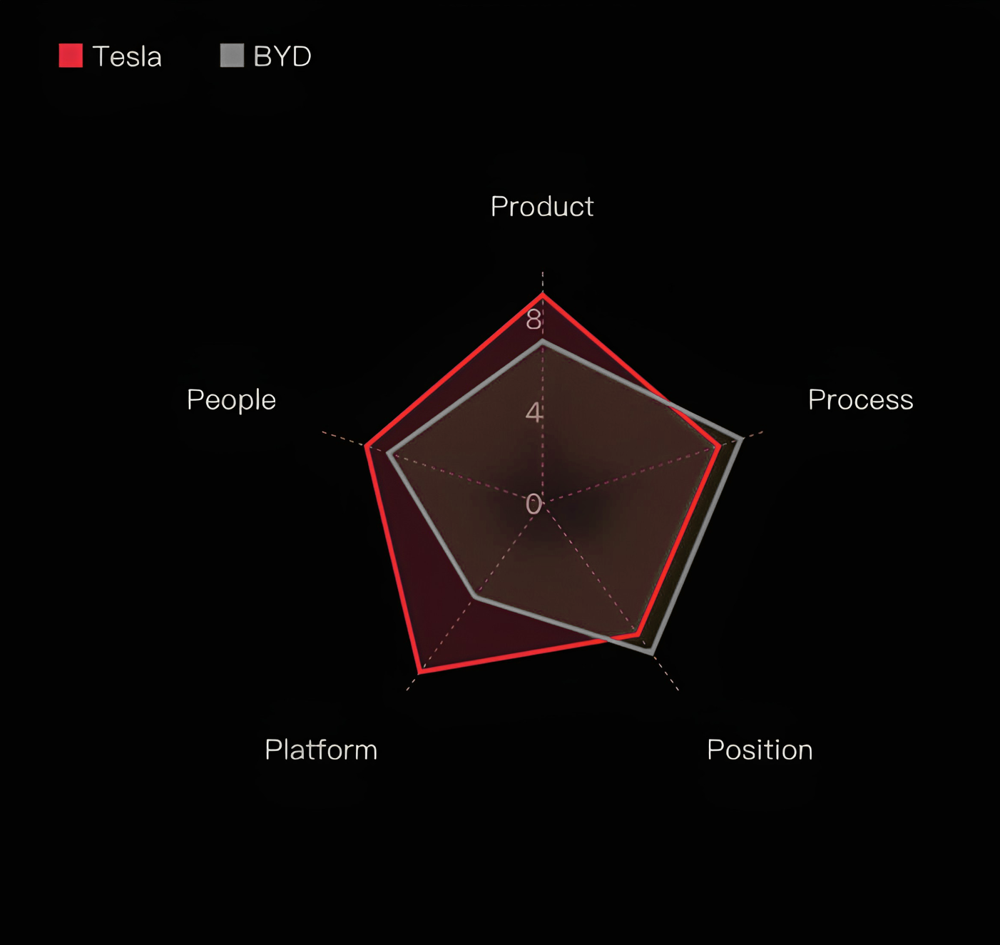 Tesla BYD
Product
8
People
Process
4
0
Platform
Position